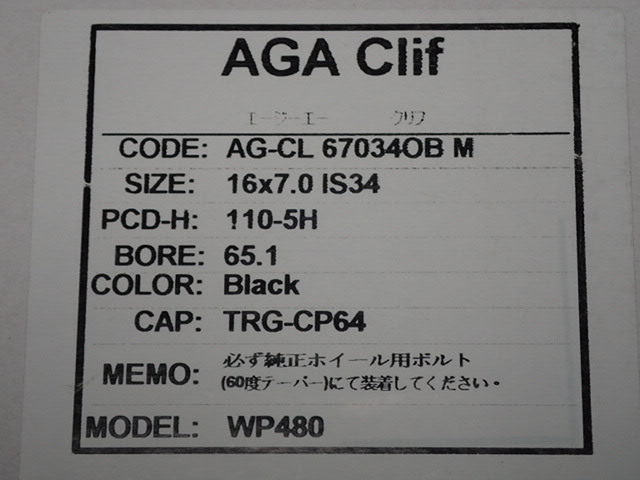 AGA Clif
エージーエー クリフ
CODE: AG-CL 67034OB M
SIZE: 16x7.0 IS34
PCD-H: 110-5H
BORE: 65.1
COLOR: Black
CAP: TRG-CP64
MEMO: 必ず純正ホイール用ボルト
(60度テーパー)にて装着してください。
MODEL: WP480